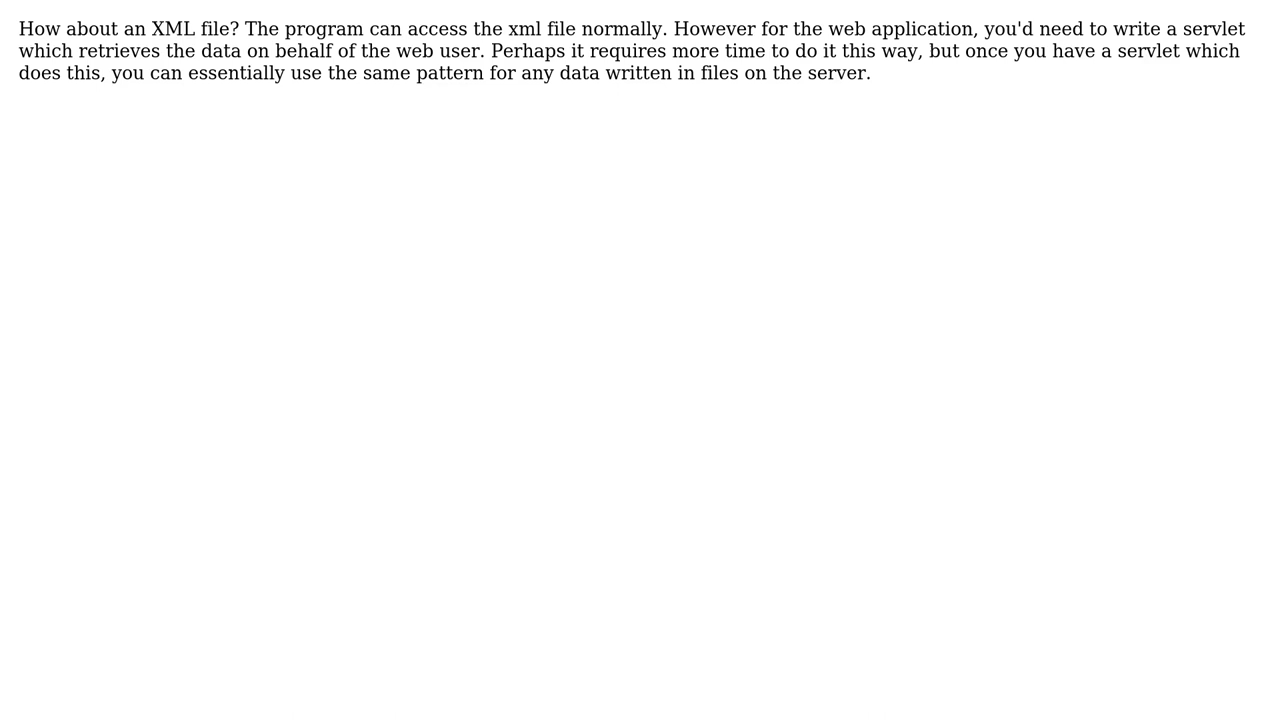 How about an XML file? The program can access the xml file normally. However for the web application, you'd need to write a servlet
which retrieves the data on behalf of the web user. Perhaps it requires more time to do it this way, but once you have a servlet which
does this, you can essentially use the same pattern for any data written in files on the server.